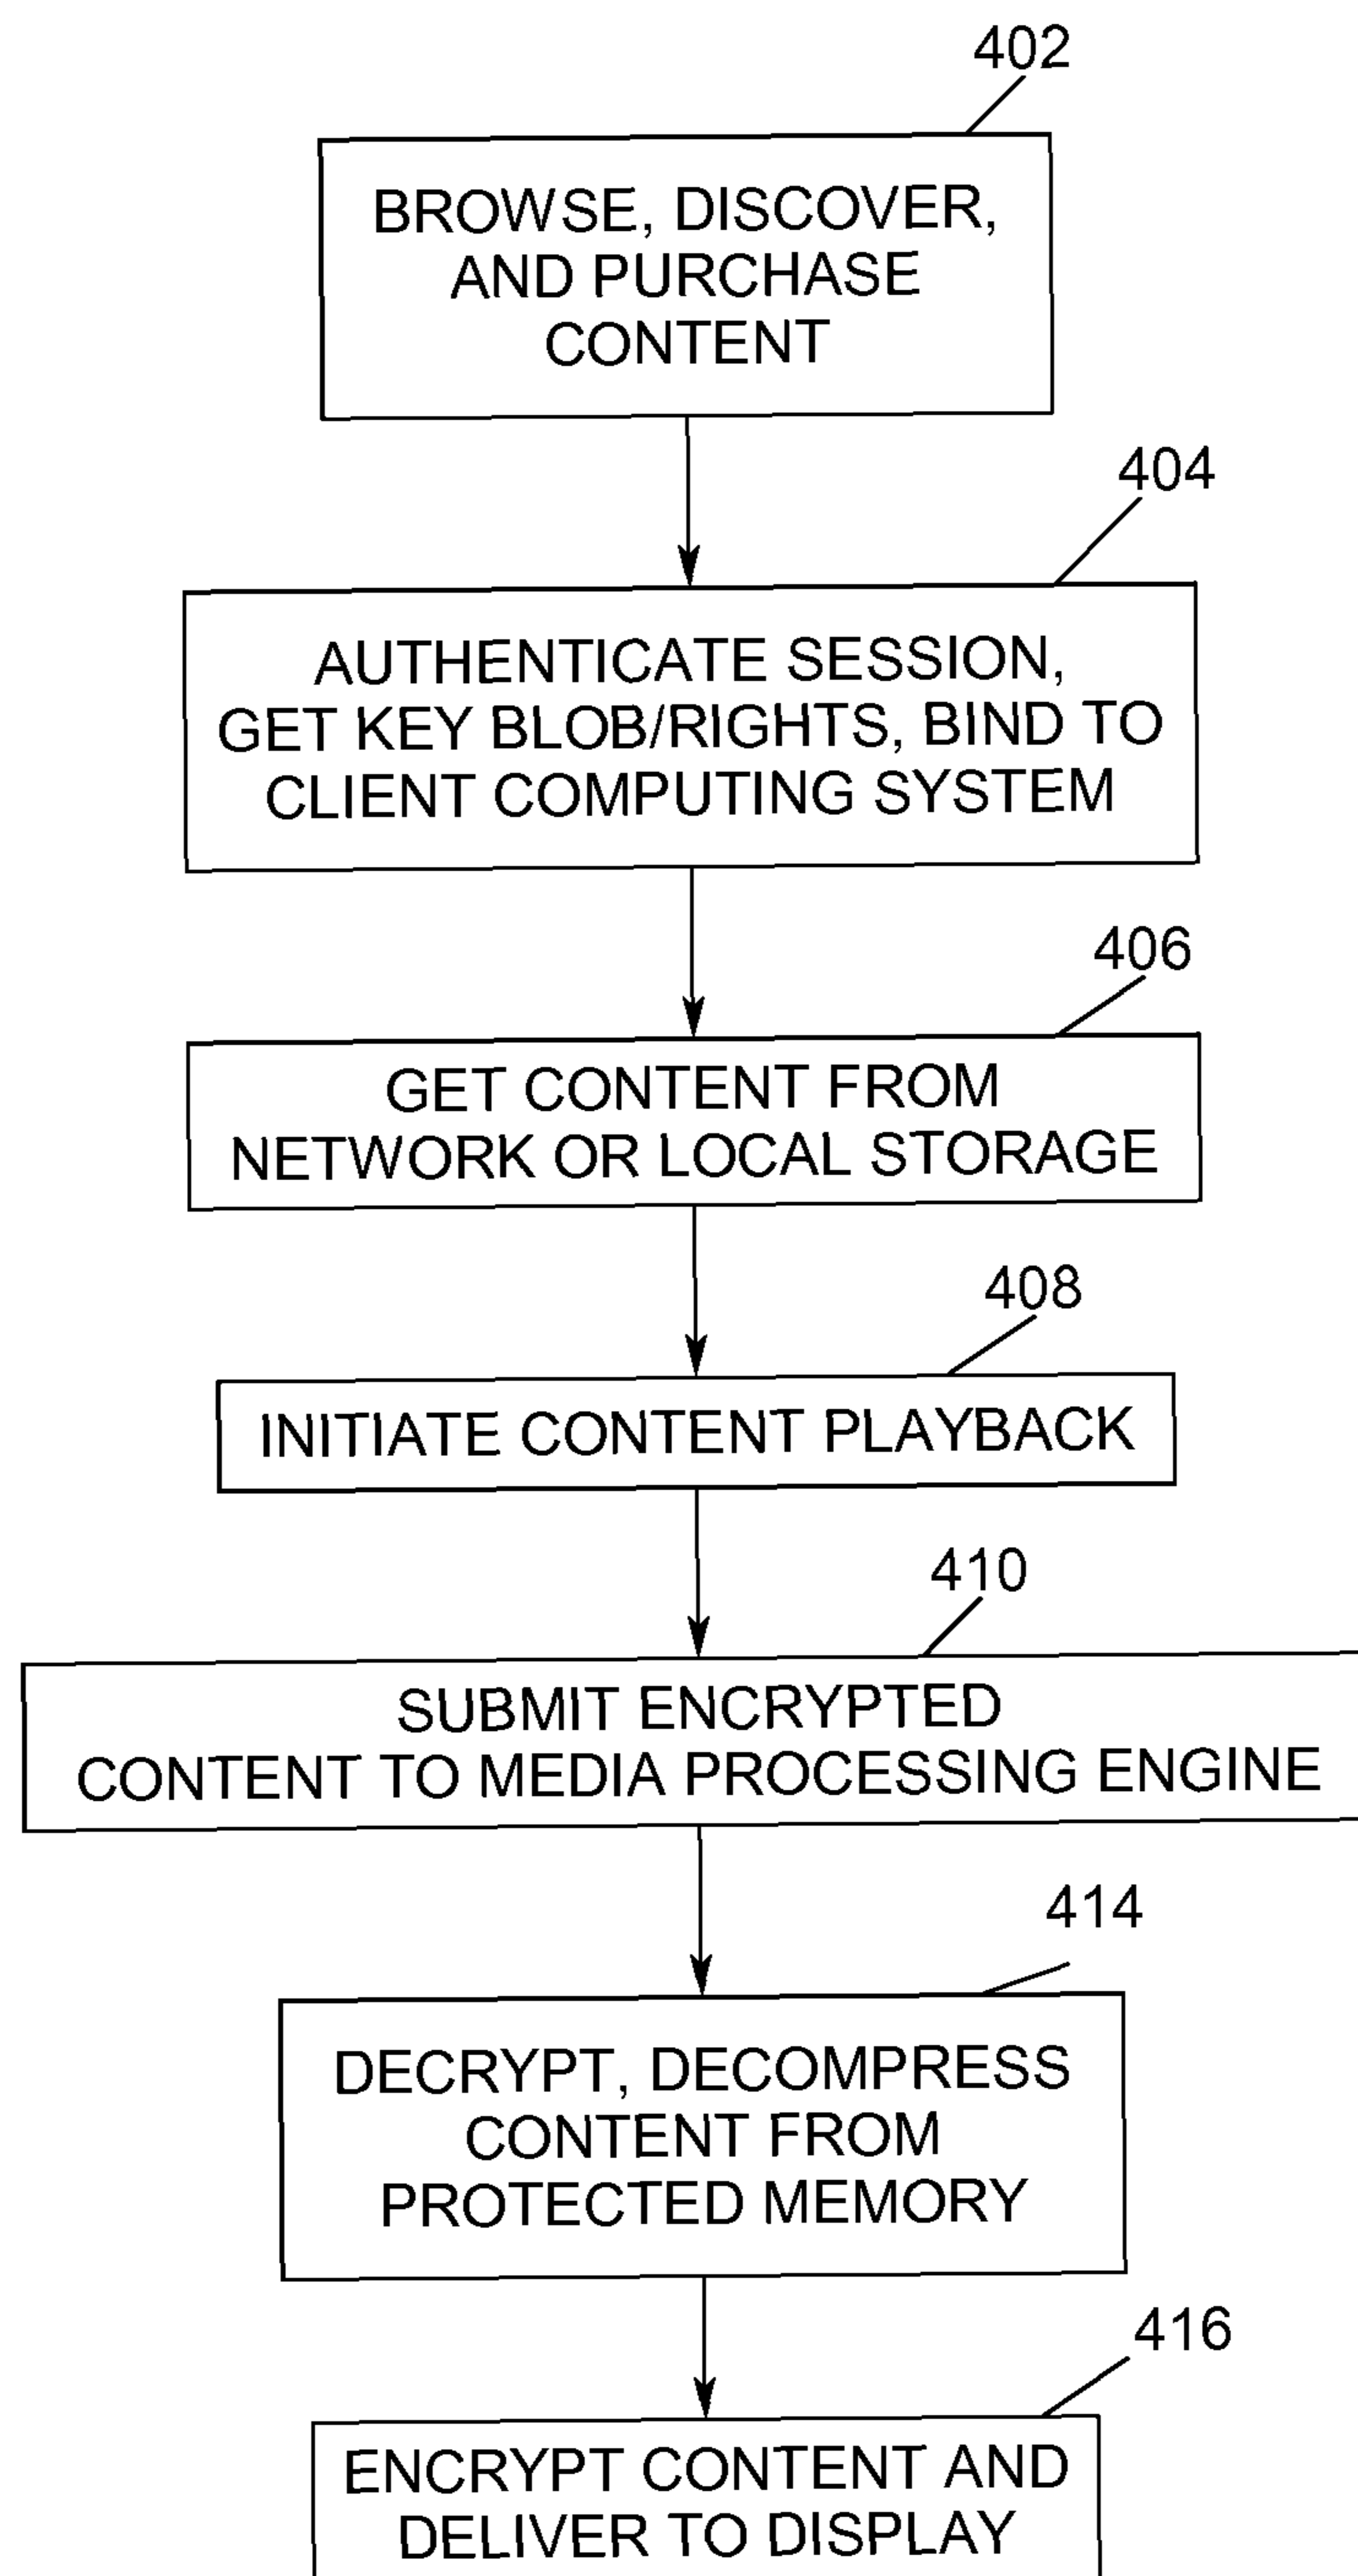 402
BROWSE, DISCOVER,
AND PURCHASE
CONTENT
404
AUTHENTICATE SESSION,
GET KEY BLOB/RIGHTS, BIND TO
CLIENT COMPUTING SYSTEM
406
GET CONTENT FROM
NETWORK OR LOCAL STORAGE
408
INITIATE CONTENT PLAYBACK
410
SUBMIT ENCRYPTED
CONTENT TO MEDIA PROCESSING ENGINE
414
DECRYPT, DECOMPRESS
CONTENT FROM
PROTECTED MEMORY
416
ENCRYPT CONTENT AND
DELIVER TO DISPLAY